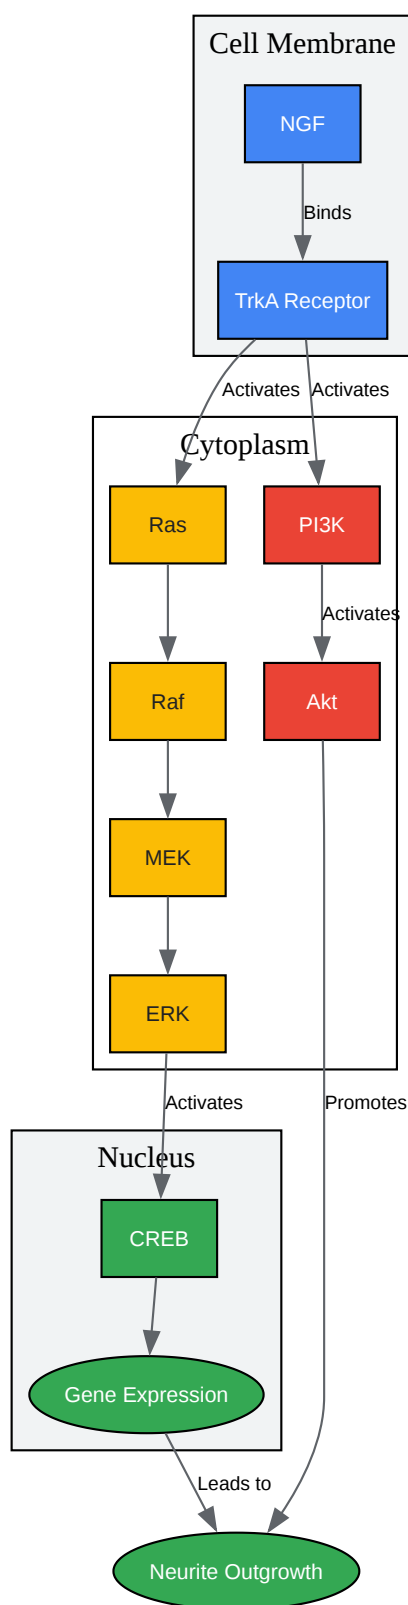 Cell Membrane
NGF
Binds
TrkA Receptor
Activates
Activates
Cytoplasm
Ras
PI3K
Activates
Raf
Akt
MEK
ERK
Activates
Promotes
Nucleus
CREB
Gene Expression
Leads to
Neurite Outgrowth